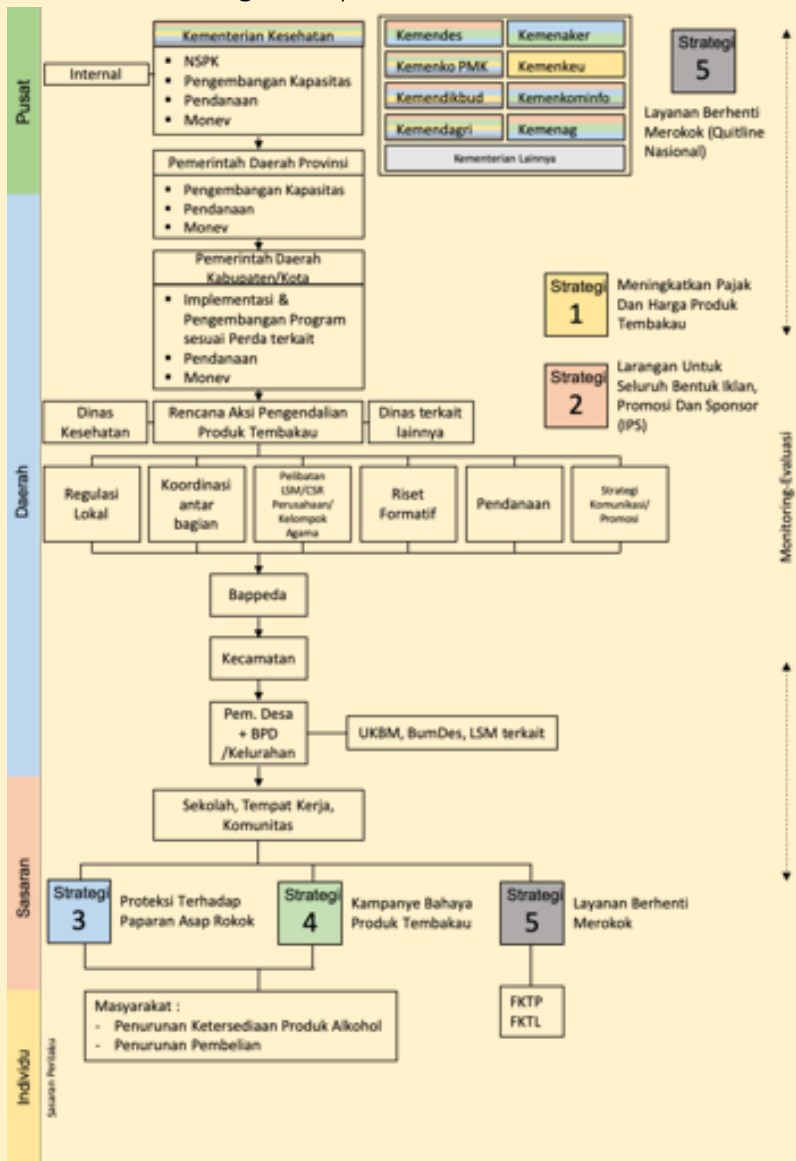 Pusat
Kementerian Kesehatan
Internal
▪ NSPK
▪ Pengembangan Kapasitas
▪ Pendanaan
▪ Monev
Kemendes
Kemenaker
Kemenko PMK
Kemenkeu
Kemendikbud
Kemenkominfo
Kemendagri
Kemenag
Kementerian Lainnya
Strategi
5
Layanan Berhenti
Merokok (Quitline
Nasional)
Daerah
Pemerintah Daerah Provinsi
▪ Pengembangan Kapasitas
▪ Pendanaan
▪ Monev
Pemerintah Daerah
Kabupaten/Kota
▪ Implementasi &
Pengembangan Program
sesuai Perda terkait
▪ Pendanaan
▪ Monev
Strategi
1
Meningkatkan Pajak
Dan Harga Produk
Tembakau
Strategi
2
Larangan Untuk
Seluruh Bentuk Iklan,
Promosi Dan Sponsor
(IPS)
Monitoring-Evaluasi
Dinas
Kesehatan
Rencana Aksi Pengendalian
Produk Tembakau
Dinas terkait
lainnya
Regulasi
Lokal
Koordinasi
antar
bagian
Pelibatan
LSM/CSR
Perusahaan/
Kelompok
Agama
Riset
Formatif
Pendanaan
Strategi
Komunikasi/
Promosi
Bappeda
Kecamatan
Pem. Desa
+ BPD
/Kelurahan
UKBM, BumDes, LSM terkait
Sasaran
Sekolah, Tempat Kerja,
Komunitas
Strategi
3
Proteksi Terhadap
Paparan Asap Rokok
Strategi
4
Kampanye Bahaya
Produk Tembakau
Strategi
5
Layanan Berhenti
Merokok
Individu
Sasaran Perilaku
Masyarakat :
- Penurunan Ketersediaan Produk Alkohol
- Penurunan Pembelian
FKTP
FKTL